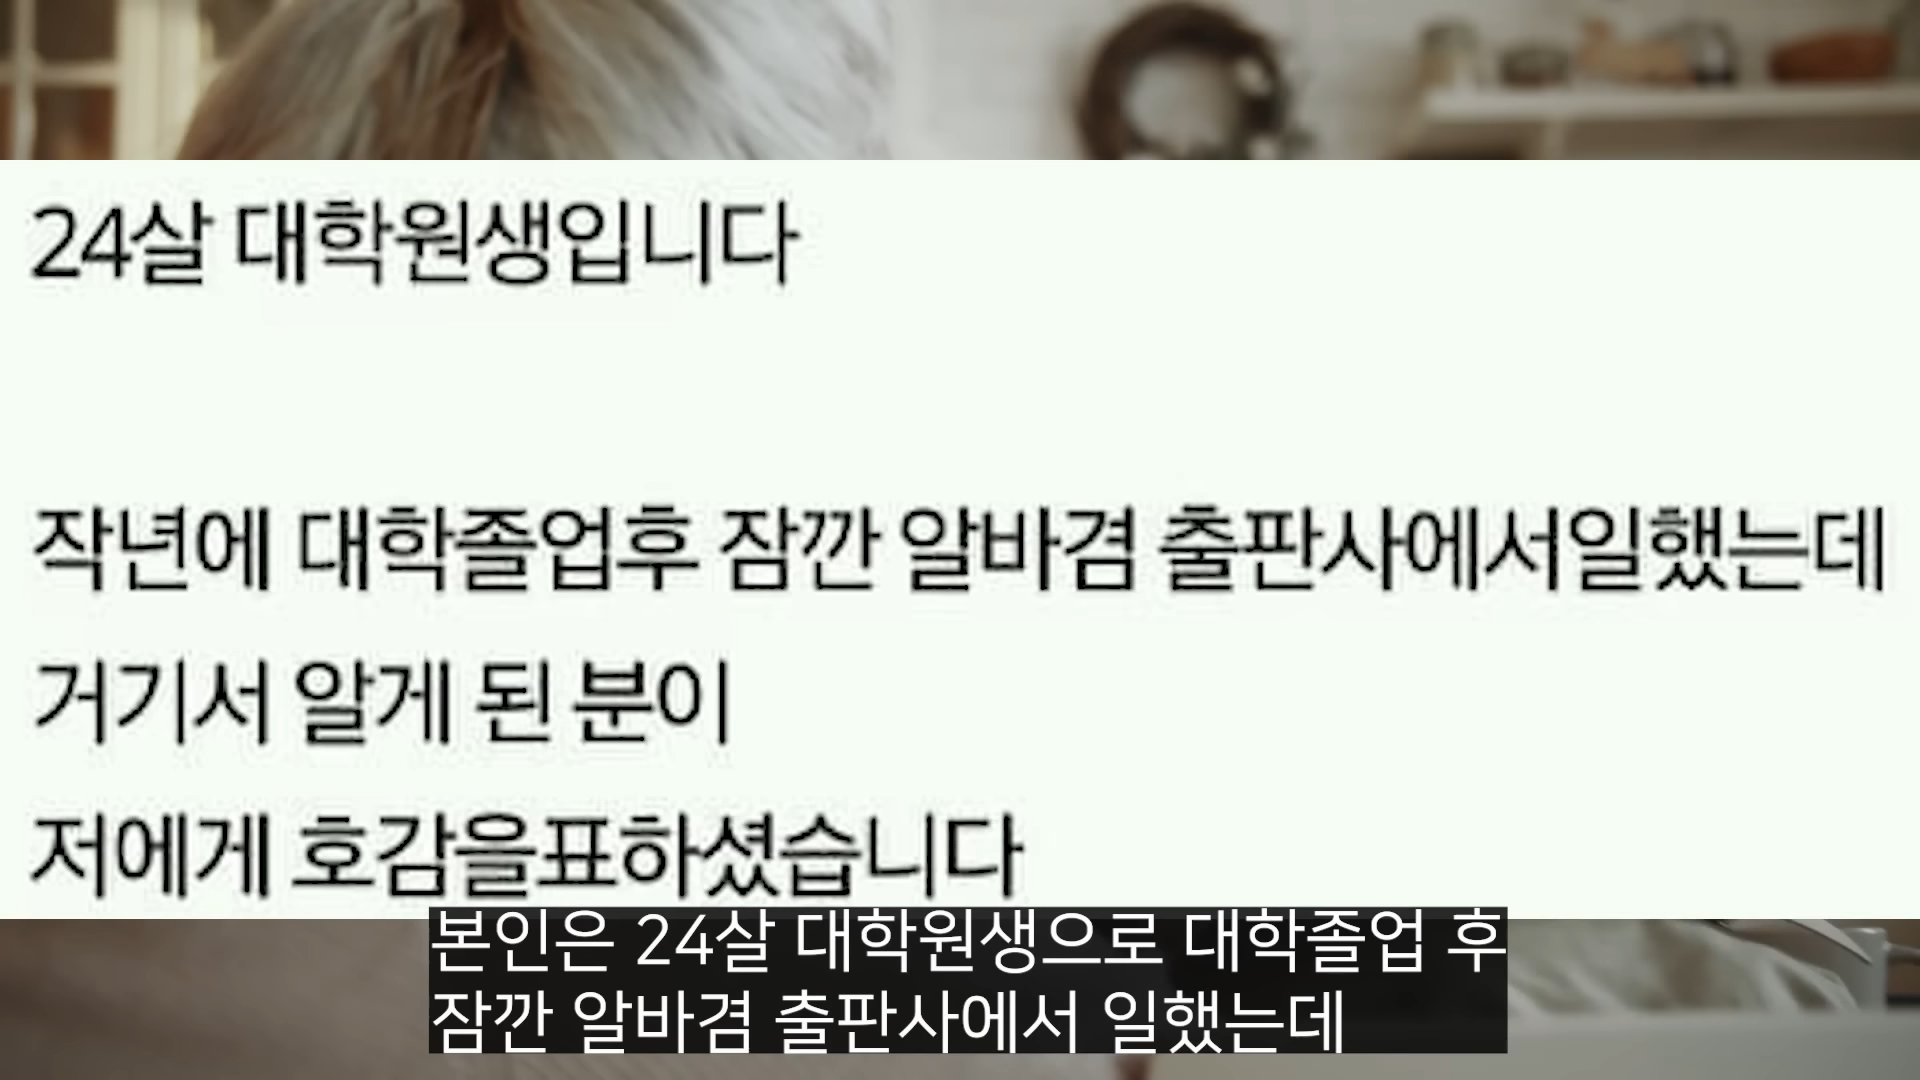 24살 대학원생입니다
작년에 대학졸업후 잠깐 알바겸 출판사에서일했는데
거기서 알게 된 분이
저에게 호감을표하셨습니다
본인은 24살 대학원생으로 대학졸업 후
잠깐 알바겸 출판사에서 일했는데